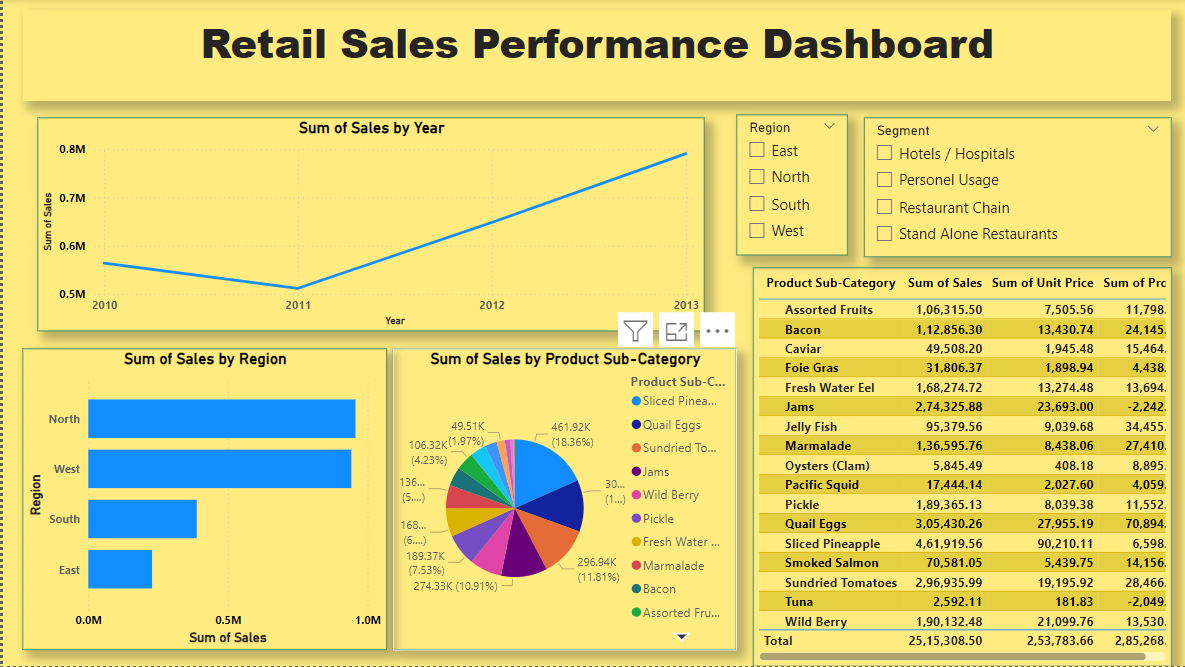 Retail Sales Performance Dashboard
Sum of Sales by Year
0.8M
0.7M
0.6M
0.5M
Sum of Sales
2010 2011 2012 2013
Year
Region
East
North
South
West
Segment
Hotels / Hospitals
Personel Usage
Restaurant Chain
Stand Alone Restaurants
Sum of Sales by Region
Region
North
West
South
East
0.0M 0.5M 1.0M
Sum of Sales
Sum of Sales by Product Sub-Category
461.92K
(18.36%)
30...
(1...)
296.94K
(11.81%)
274.33K (10.91%)
189.37K
(7.53%)
168...
(6....)
136...
(5....)
106.32K
(4.23%)
49.51K
(1.97%)
Product Sub-C...
Sliced Pinea...
Quail Eggs
Sundried To...
Jams
Wild Berry
Pickle
Fresh Water ...
Marmalade
Bacon
Assorted Fru...
Product Sub-Category Sum of Sales Sum of Unit Price Sum of Pro
Assorted Fruits 1,06,315.50 7,505.56 11,798.
Bacon 1,12,856.30 13,430.74 24,145.
Caviar 49,508.20 1,945.48 15,464.
Foie Gras 31,806.37 1,898.94 4,438.
Fresh Water Eel 1,68,274.72 13,274.48 13,694.
Jams 2,74,325.88 23,693.00 -2,242.
Jelly Fish 95,379.56 9,039.68 34,455.
Marmalade 1,36,595.76 8,438.06 27,410.
Oysters (Clam) 5,845.49 408.18 8,895.
Pacific Squid 17,444.14 2,027.60 4,059.
Pickle 1,89,365.13 8,039.38 11,552.
Quail Eggs 3,05,430.26 27,955.19 70,894.
Sliced Pineapple 4,61,919.56 90,210.11 6,598.
Smoked Salmon 70,581.05 5,439.75 14,156.
Sundried Tomatoes 2,96,935.99 19,195.92 28,466.
Tuna 2,592.11 181.83 -2,049.
Wild Berry 1,90,132.48 21,099.76 13,530.
Total 25,15,308.50 2,53,783.66 2,85,268.